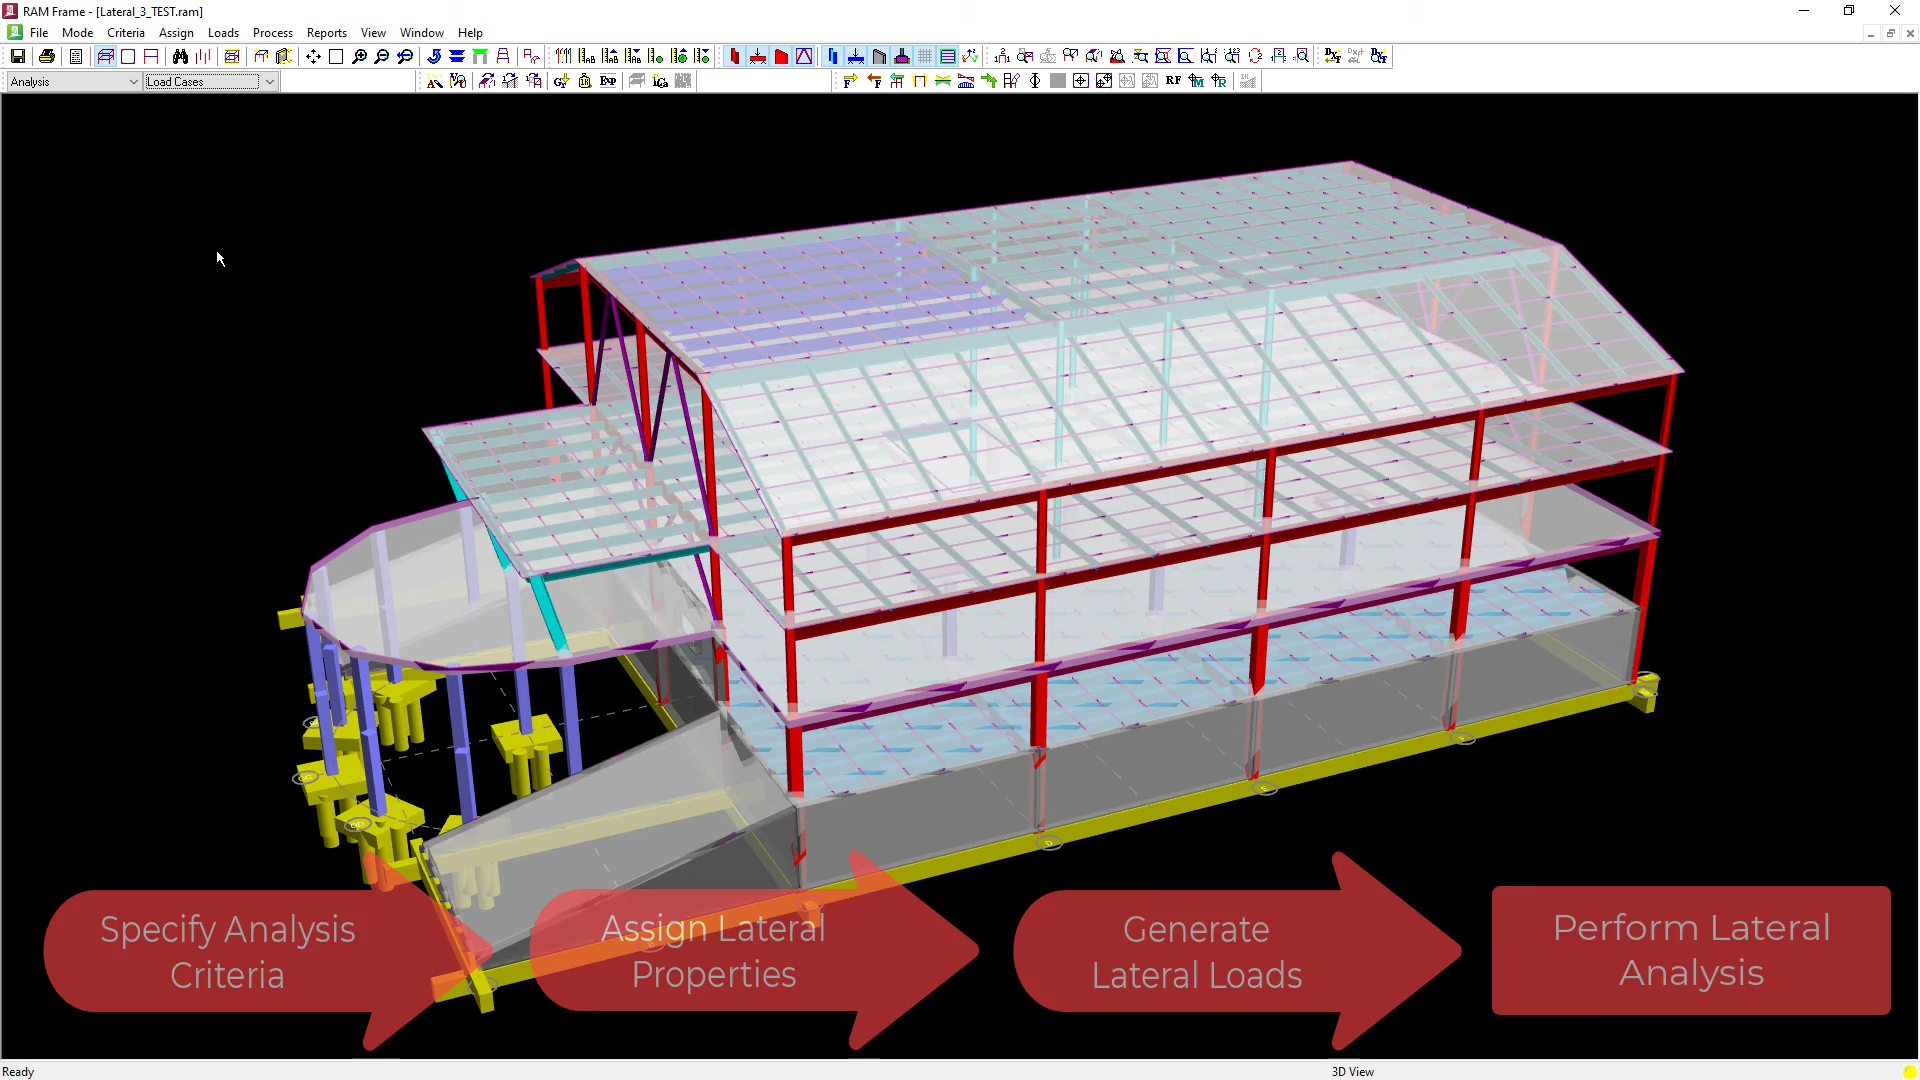 RAM Frame - [Lateral_3_TEST.ram]
File Mode Criteria Assign Loads Process Reports View Window Help
Analysis Load Cases
RF
Specify Analysis
Criteria
Assign Lateral
Properties
Generate
Lateral Loads
Perform Lateral
Analysis
Ready 3D View